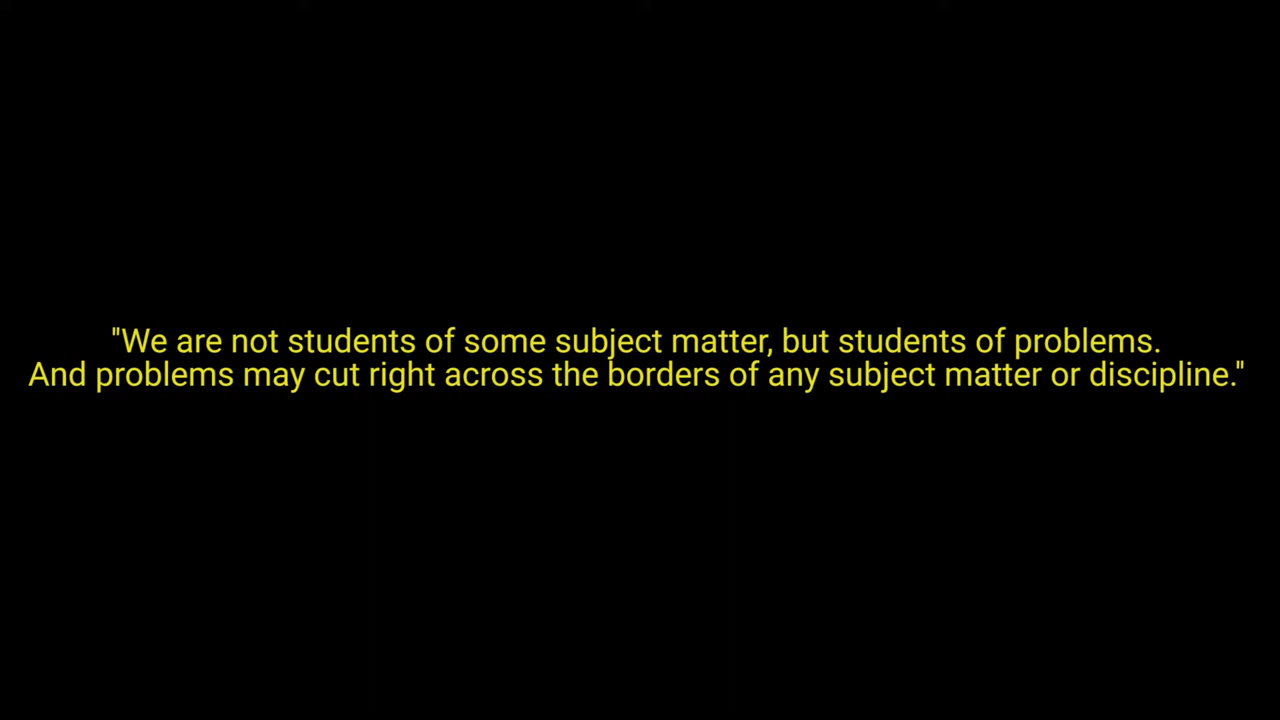 "We are not students of some subject matter, but students of problems.
And problems may cut right across the borders of any subject matter or discipline."